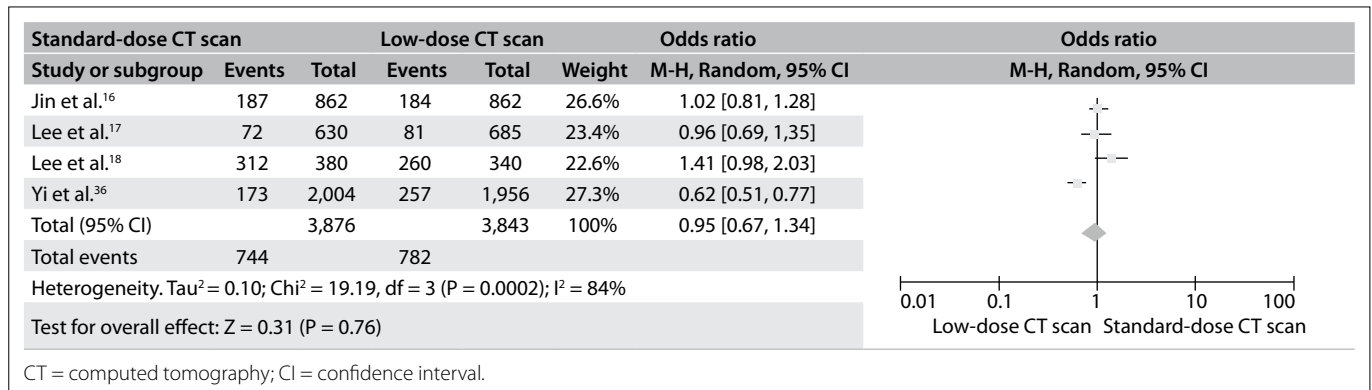 Standard-dose CT scan Low-dose CT scan Odds ratio Odds ratio
Study or subgroup Events Total Events Total Weight M-H, Random, 95% CI M-H, Random, 95% CI
Jin et al.¹⁶ 187 862 184 862 26.6% 1.02 [0.81, 1.28]
Lee et al.¹⁷ 72 630 81 685 23.4% 0.96 [0.69, 1,35]
Lee et al.¹⁸ 312 380 260 340 22.6% 1.41 [0.98, 2.03]
Yi et al.³⁶ 173 2,004 257 1,956 27.3% 0.62 [0.51, 0.77]
Total (95% CI) 3,876 3,843 100% 0.95 [0.67, 1.34]
Total events 744 782
Heterogeneity. Tau² = 0.10; Chi² = 19.19, df = 3 (P = 0.0002); I² = 84%
Test for overall effect: Z = 0.31 (P = 0.76)
0.01 0.1 1 10 100
Low-dose CT scan Standard-dose CT scan
CT = computed tomography; CI = confidence interval.